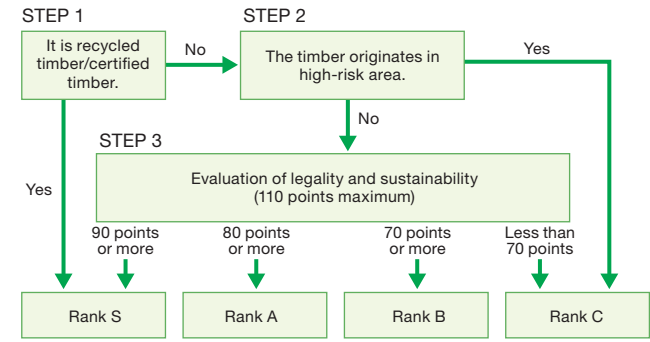 STEP 1
It is recycled
timber/certified
timber.
No
STEP 2
The timber originates in
high-risk area.
Yes
No
STEP 3
Evaluation of legality and sustainability
(110 points maximum)
Yes
90 points
or more
80 points
or more
70 points
or more
Less than
70 points
Rank S
Rank A
Rank B
Rank C